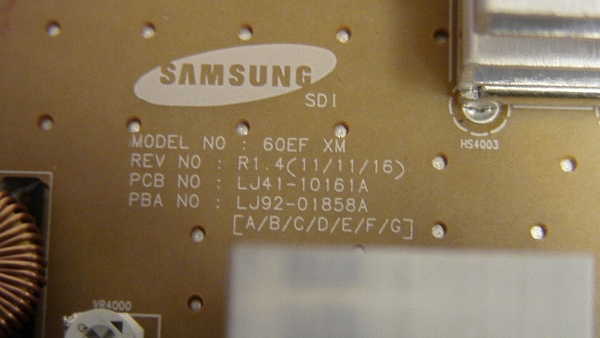 SAMSUNG
SDI
MODEL NO : 60EF XM
REV NO : R1.4(11/11/16)
PCB NO : LJ41-10161A
PBA NO : LJ92-01858A
[A/B/C/D/E/F/G]
HS4003
VR4000